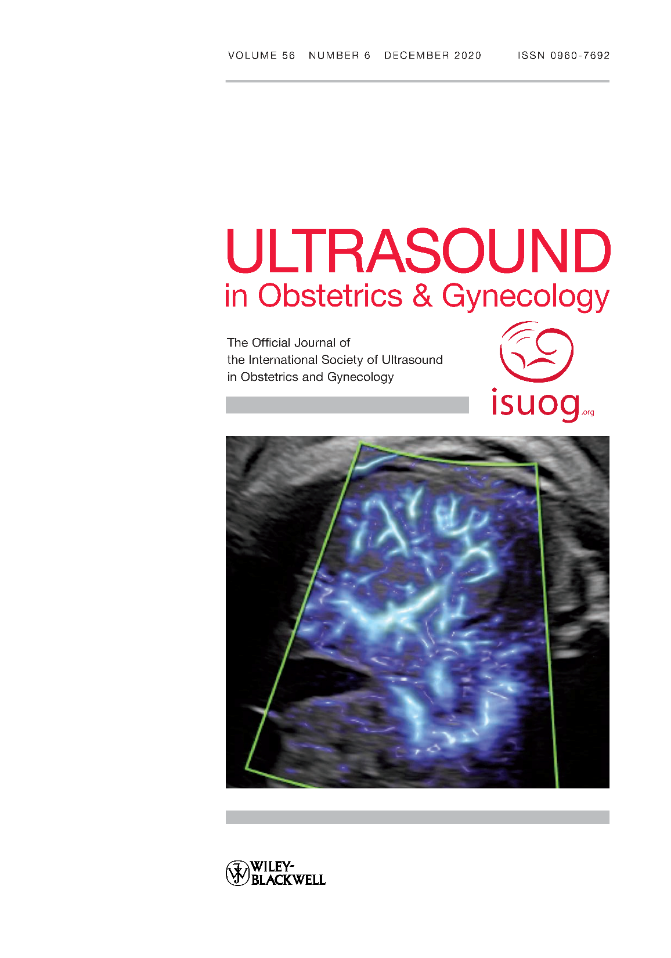 VOLUME 56 NUMBER 6 DECEMBER 2020 ISSN 0960-7692
ULTRASOUND
in Obstetrics & Gynecology
The Official Journal of
the International Society of Ultrasound
in Obstetrics and Gynecology
isuog.org
WILEY-
BLACKWELL